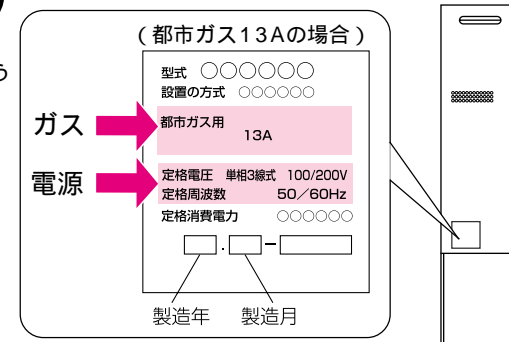 う
(都市ガス13Aの場合)
型式 ○○○○○○
設置の方式 ○○○○○○
ガス
都市ガス用
13A
電源
定格電圧 単相3線式 100/200V
定格周波数 50/60Hz
定格消費電力 ○○○○○○
製造年 製造月